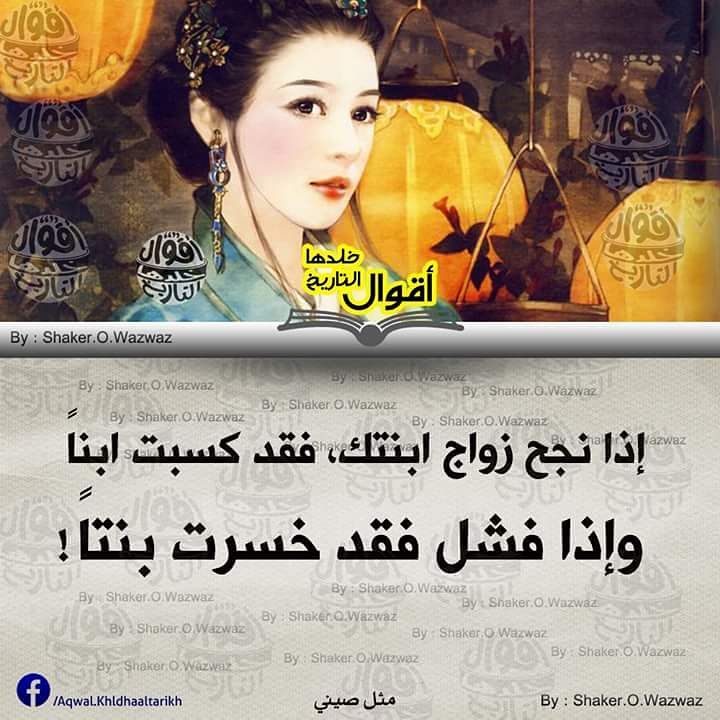 خلدها
أقوال التاريخ
By : Shaker.O.Wazwaz
إذا نجح زواج ابنتك، فقد كسبت ابناً
وإذا فشل فقد خسرت بنتاً !
/Aqwal.Khldhaaltarikh
مثل صيني
By : Shaker.O.Wazwaz